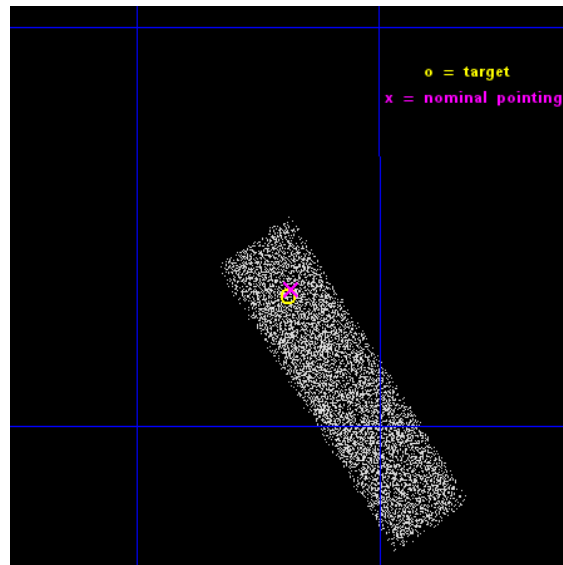 o = target
x = nominal pointing